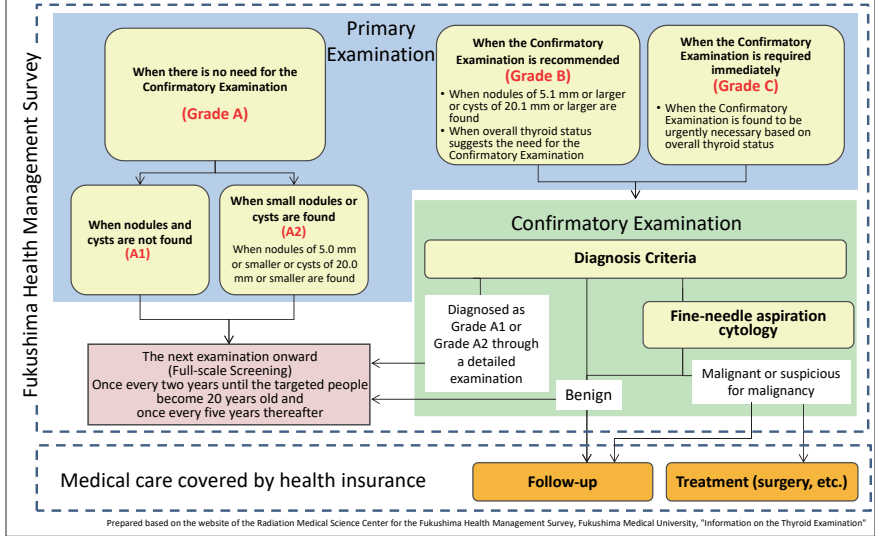 Fukushima Health Management Survey
Primary
Examination
When there is no need for the
Confirmatory Examination
(Grade A)
When the Confirmatory
Examination is recommended
(Grade B)
• When nodules of 5.1 mm or larger
or cysts of 20.1 mm or larger are
found
• When overall thyroid status
suggests the need for the
Confirmatory Examination
When the Confirmatory
Examination is required
immediately
(Grade C)
• When the Confirmatory
Examination is found to be
urgently necessary based on
overall thyroid status
When nodules and
cysts are not found
(A1)
When small nodules or
cysts are found
(A2)
When nodules of 5.0 mm
or smaller or cysts of 20.0
mm or smaller are found
Confirmatory Examination
Diagnosis Criteria
Diagnosed as
Grade A1 or
Grade A2 through
a detailed
examination
Fine-needle aspiration
cytology
The next examination onward
(Full-scale Screening)
Once every two years until the targeted people
become 20 years old and
once every five years thereafter
Benign
Malignant or suspicious
for malignancy
Medical care covered by health insurance
Follow-up
Treatment (surgery, etc.)
Prepared based on the website of the Radiation Medical Science Center for the Fukushima Health Management Survey, Fukushima Medical University, "Information on the Thyroid Examination"